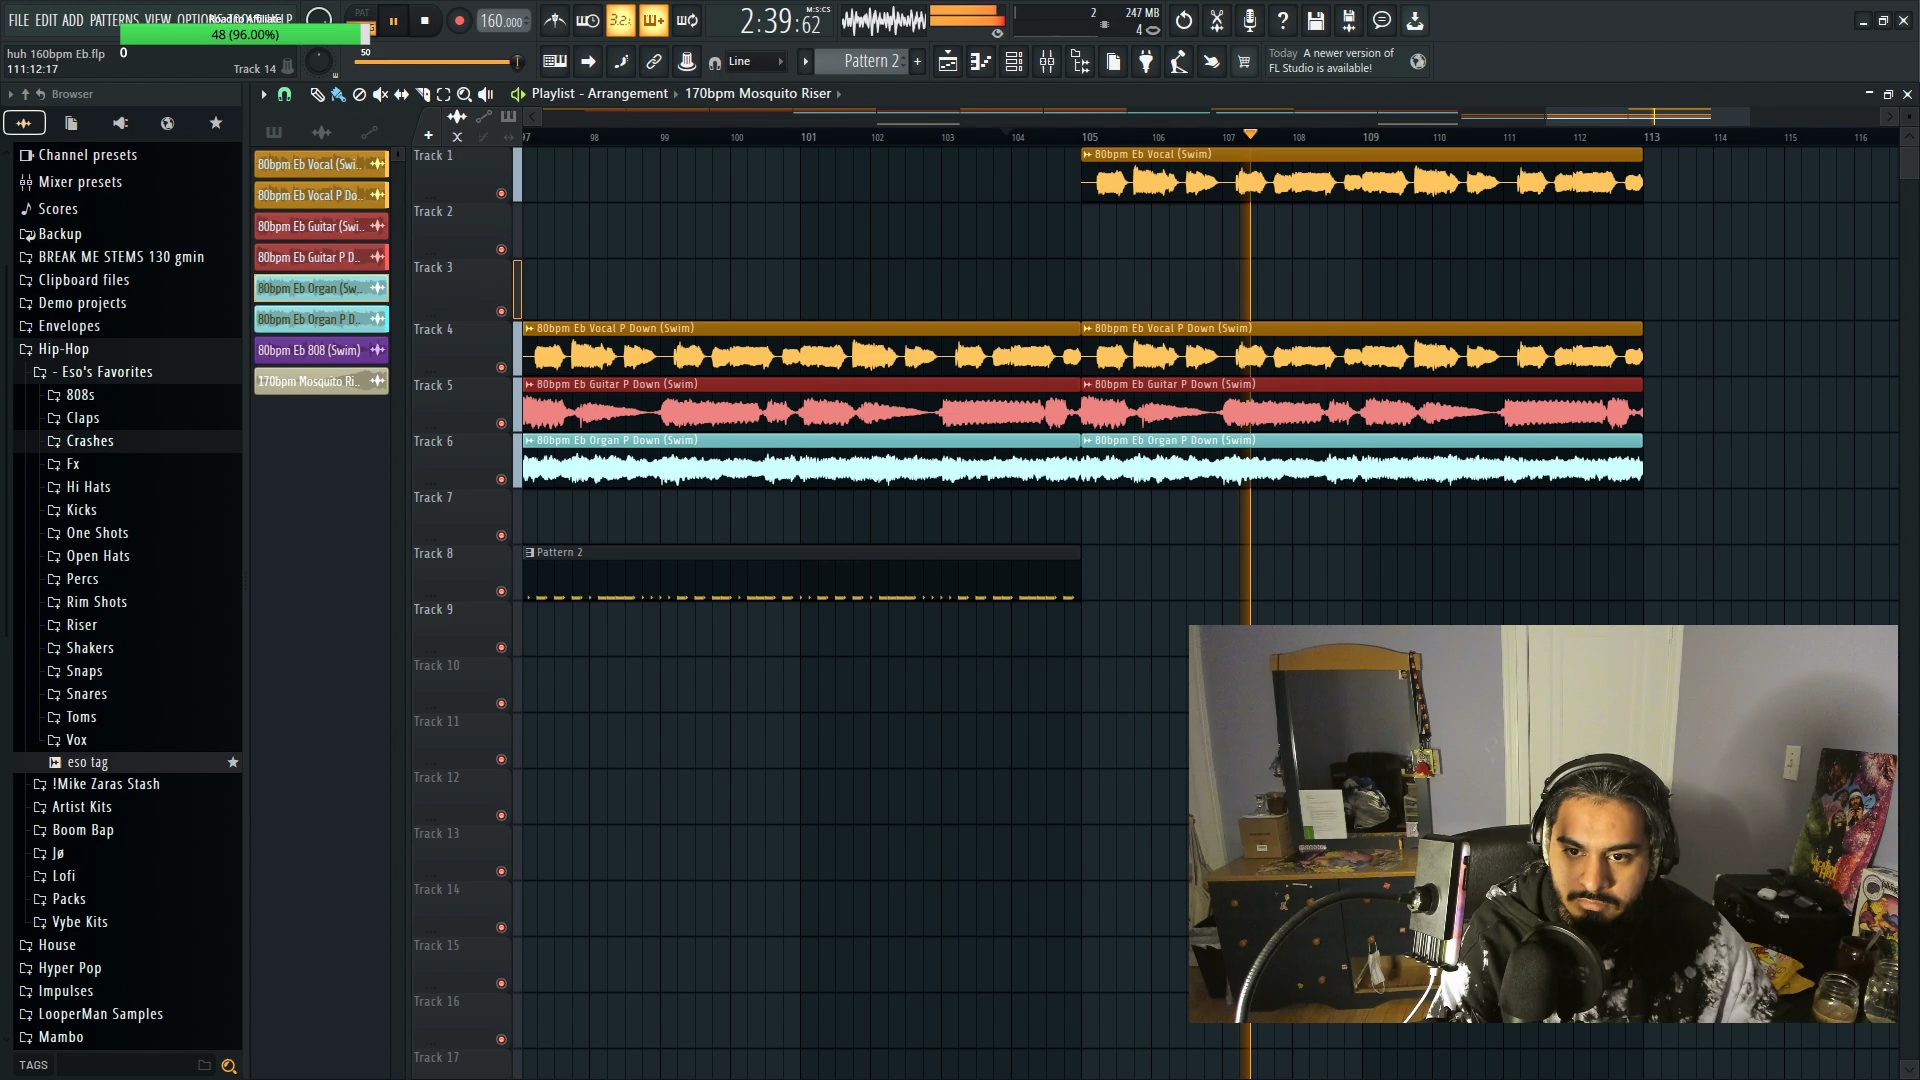 FILE EDIT ADD PATTERNS VIEW
Road to Affiliate!
48 (96.00%)
0
50
huh 160bpm Eb.flp
111:12:17
Track 14
PAT
160.000
3.2.
2:39:62
M:S:CS
2
247 MB
4
Line
Pattern 2
+
Today A newer version of
FL Studio is available!
Browser
Playlist - Arrangement
170bpm Mosquito Riser
98 99 100 101 102 103 104 105 106 107 108 109 110 111 112 113 114 115 116
Channel presets
Mixer presets
Scores
Backup
BREAK ME STEMS 130 gmin
Clipboard files
Demo projects
Envelopes
Hip-Hop
- Eso's Favorites
808s
Claps
Crashes
Fx
Hi Hats
Kicks
One Shots
Open Hats
Percs
Rim Shots
Riser
Shakers
Snaps
Snares
Toms
Vox
eso tag
!Mike Zaras Stash
Artist Kits
Boom Bap
Jø
Lofi
Packs
Vybe Kits
House
Hyper Pop
Impulses
LooperMan Samples
Mambo
TAGS
80bpm Eb Vocal (Swi..
80bpm Eb Vocal P Do..
80bpm Eb Guitar (Swi..
80bpm Eb Guitar P D..
80bpm Eb Organ (Sw..
80bpm Eb Organ P D..
80bpm Eb 808 (Swim)
170bpm Mosquito Ri..
Track 1
80bpm Eb Vocal (Swim)
Track 2
Track 3
Track 4
80bpm Eb Vocal P Down (Swim)
80bpm Eb Vocal P Down (Swim)
Track 5
80bpm Eb Guitar P Down (Swim)
80bpm Eb Guitar P Down (Swim)
Track 6
80bpm Eb Organ P Down (Swim)
80bpm Eb Organ P Down (Swim)
Track 7
Track 8
Pattern 2
Track 9
Track 10
Track 11
Track 12
Track 13
Track 14
Track 15
Track 16
Track 17